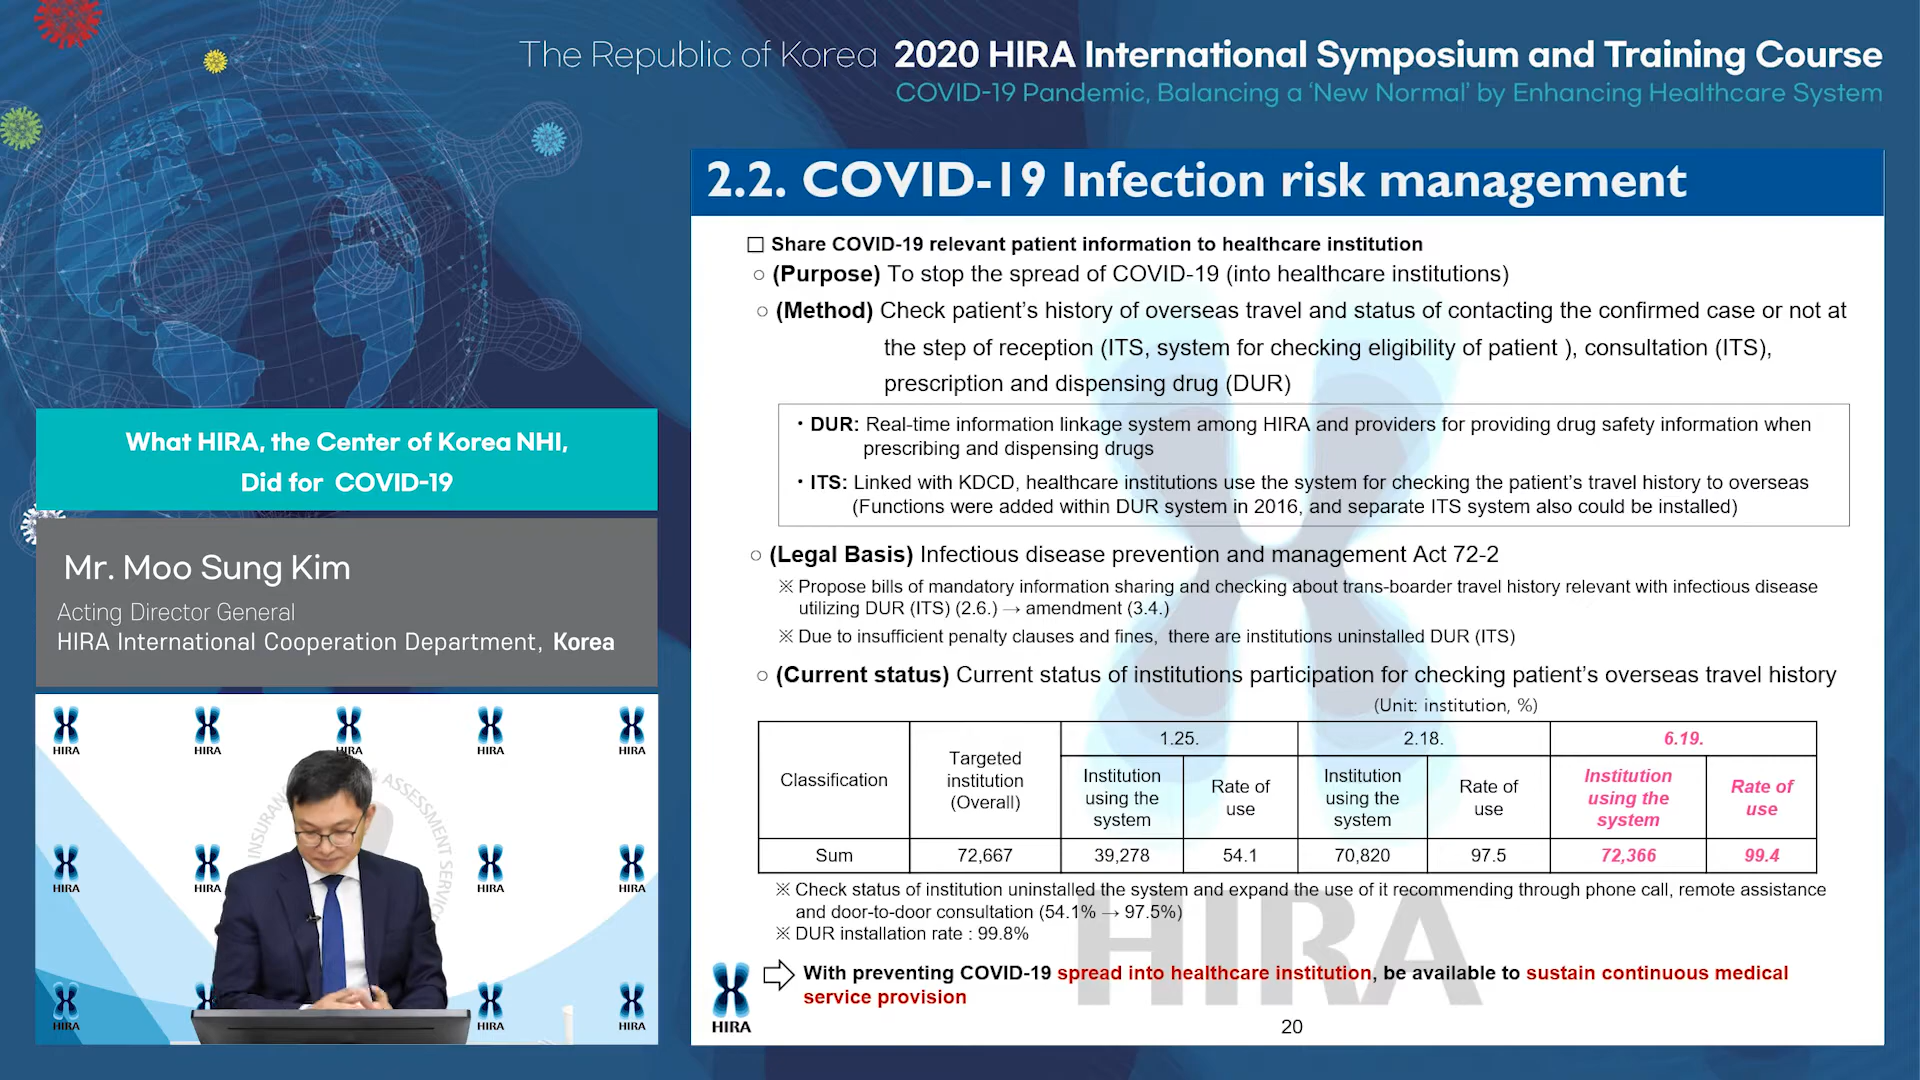 The Republic of Korea 2020 HIRA International Symposium and Training Course
COVID-19 Pandemic, Balancing a ‘New Normal’ by Enhancing Healthcare System
What HIRA, the Center of Korea NHI,
Did for COVID-19
Mr. Moo Sung Kim
Acting Director General
HIRA International Cooperation Department, Korea
HIRA HIRA HIRA HIRA HIRA
INSURANCE & ASSESSMENT SERVICE
HIRA HIRA HIRA HIRA
HIRA HIRA HIRA
2.2. COVID-19 Infection risk management
□ Share COVID-19 relevant patient information to healthcare institution
○ (Purpose) To stop the spread of COVID-19 (into healthcare institutions)
○ (Method) Check patient’s history of overseas travel and status of contacting the confirmed case or not at
the step of reception (ITS, system for checking eligibility of patient ), consultation (ITS),
prescription and dispensing drug (DUR)
・DUR: Real-time information linkage system among HIRA and providers for providing drug safety information when
prescribing and dispensing drugs
・ITS: Linked with KDCD, healthcare institutions use the system for checking the patient’s travel history to overseas
(Functions were added within DUR system in 2016, and separate ITS system also could be installed)
○ (Legal Basis) Infectious disease prevention and management Act 72-2
※ Propose bills of mandatory information sharing and checking about trans-boarder travel history relevant with infectious disease
utilizing DUR (ITS) (2.6.) → amendment (3.4.)
※ Due to insufficient penalty clauses and fines, there are institutions uninstalled DUR (ITS)
○ (Current status) Current status of institutions participation for checking patient’s overseas travel history
(Unit: institution, %)
Classification Targeted institution (Overall) 1.25. 2.18. 6.19.
Institution using the system Rate of use Institution using the system Rate of use Institution using the system Rate of use
Sum 72,667 39,278 54.1 70,820 97.5 72,366 99.4
※ Check status of institution uninstalled the system and expand the use of it recommending through phone call, remote assistance
and door-to-door consultation (54.1% → 97.5%)
※ DUR installation rate : 99.8%
HIRA
⇨ With preventing COVID-19 spread into healthcare institution, be available to sustain continuous medical
service provision
HIRA
20